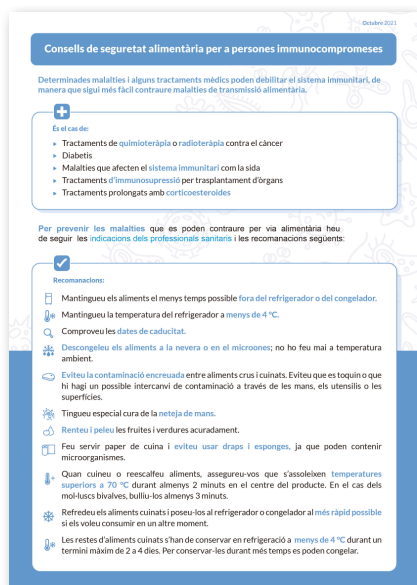 Octubre 2021
Consells de seguretat alimentària per a persones immunocompromeses
Determinades malalties i alguns tractaments mèdics poden debilitar el sistema immunitari, de
manera que sigui més fàcil contraure malalties de transmissió alimentària.
És el cas de:
▸ Tractaments de quimioteràpia o radioteràpia contra el càncer
▸ Diabetis
▸ Malalties que afecten el sistema immunitari com la sida
▸ Tractaments d'immunosupressió per trasplantament d'òrgans
▸ Tractaments prolongats amb corticoesteroides
Per prevenir les malalties que es poden contraure per via alimentària heu
de seguir les indicacions dels professionals sanitaris i les recomanacions següents:
Recomanacions:
Mantingueu els aliments el menys temps possible fora del refrigerador o del congelador.
Mantingueu la temperatura del refrigerador a menys de 4 °C.
Comproveu les dates de caducitat.
Descongeleu els aliments a la nevera o en el microones; no ho feu mai a temperatura
ambient.
Eviteu la contaminació encreuada entre aliments crus i cuinats. Eviteu que es toquin o que
hi hagi un possible intercanvi de contaminació a través de les mans, els utensilis o les
superfícies.
Tingueu especial cura de la neteja de mans.
Renteu i peleu les fruites i verdures acuradament.
Feu servir paper de cuina i eviteu usar draps i esponges, ja que poden contenir
microorganismes.
Quan cuineu o reescalfeu aliments, assegureu-vos que s'assoleixen temperatures
superiors a 70 °C durant almenys 2 minuts en el centre del producte. En el cas dels
mol·luscs bivalves, bulliu-los almenys 3 minuts.
Refredeu els aliments cuinats i poseu-los al refrigerador o congelador al més ràpid possible
si els voleu consumir en un altre moment.
Les restes d'aliments cuinats s'han de conservar en refrigeració a menys de 4 °C durant un
termini màxim de 2 a 4 dies. Per conservar-les durant més temps es poden congelar.